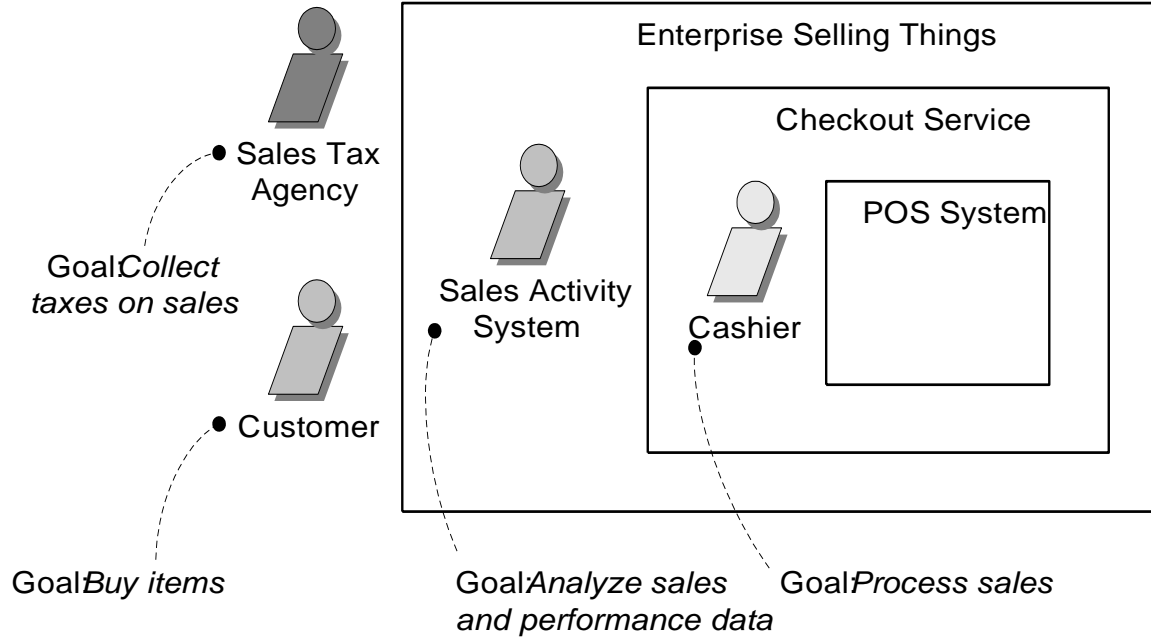 Enterprise Selling Things
Checkout Service
Sales Tax
Agency
POS System
Goal:Collect
taxes on sales
Sales Activity
System
Cashier
Customer
Goal:Buy items
Goal:Analyze sales
and performance data
Goal:Process sales